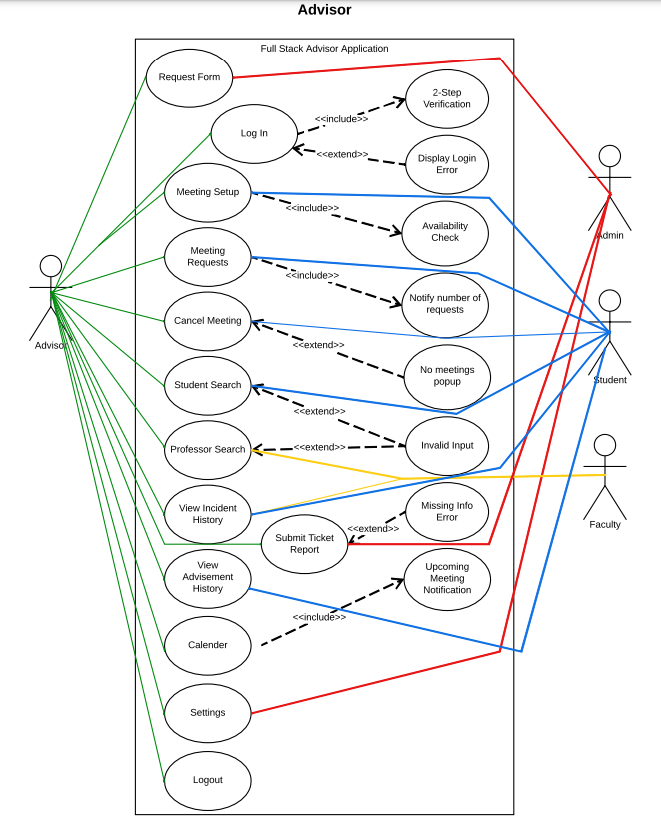 Advisor
Full Stack Advisor Application
Request Form
2-Step
Verification
<<include>>
Log In
<<extend>>
Display Login
Error
Meeting Setup
<<include>>
Availability
Check
Admin
Meeting
Requests
<<include>>
Notify number of
requests
Advisor
Cancel Meeting
<<extend>>
No meetings
popup
Student
Student Search
<<extend>>
Professor Search
<<extend>>
Invalid Input
View Incident
History
Missing Info
Error
Faculty
<<extend>>
Submit Ticket
Report
View
Advisement
History
Upcoming
Meeting
Notification
<<include>>
Calender
Settings
Logout